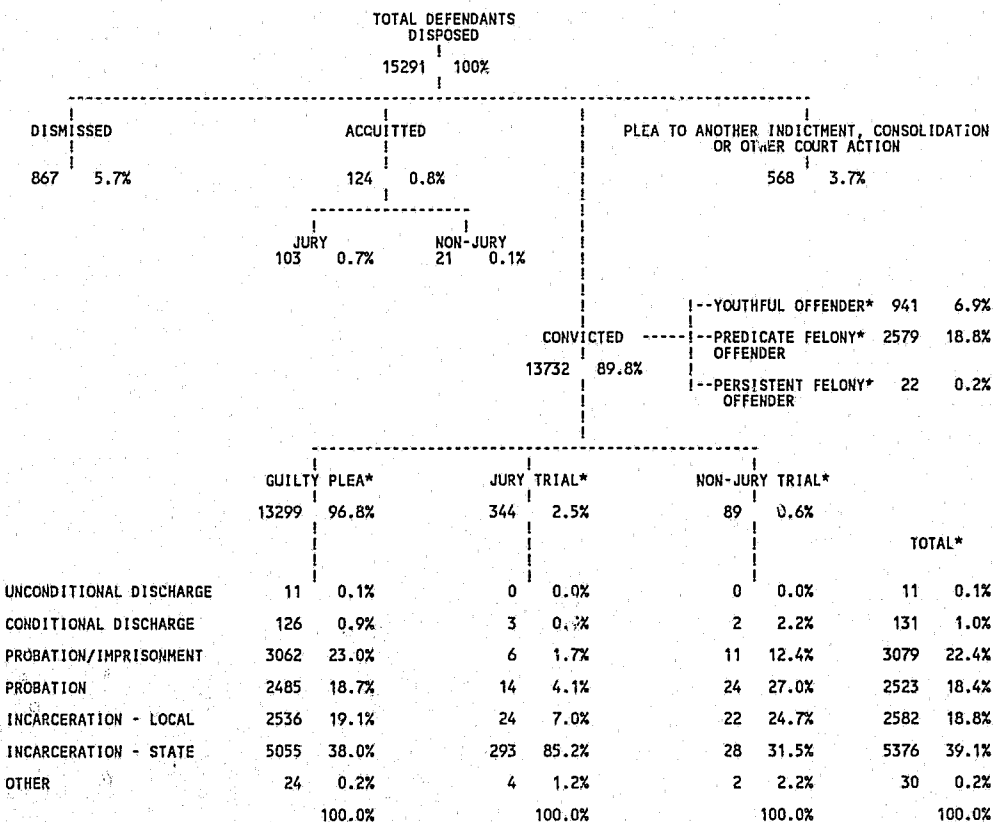 TOTAL DEFENDANTS
DISPOSED
15291 100%
DISMISSED ACQUITTED PLEA TO ANOTHER INDICTMENT, CONSOLIDATION
OR OTHER COURT ACTION
867 5.7% 124 0.8% 568 3.7%
JURY NON-JURY
103 0.7% 21 0.1%
--YOUTHFUL OFFENDER* 941 6.9%
CONVICTED -----!--PREDICATE FELONY* 2579 18.8%
OFFENDER
13732 89.8%
--PERSISTENT FELONY* 22 0.2%
OFFENDER
GUILTY PLEA* JURY TRIAL* NON-JURY TRIAL*
13299 96.8% 344 2.5% 89 0.6%
TOTAL*
UNCONDITIONAL DISCHARGE 11 0.1% 0 0.0% 0 0.0% 11 0.1%
CONDITIONAL DISCHARGE 126 0.9% 3 2 2.2% 131 1.0%
PROBATION/IMPRISONMENT 3062 23.0% 6 1.7% 11 12.4% 3079 22.4%
PROBATION 2485 18.7% 14 4.1% 24 27.0% 2523 18.4%
INCARCERATION - LOCAL 2536 19.1% 24 7.0% 22 24.7% 2582 18.8%
INCARCERATION - STATE 5055 38.0% 293 85.2% 28 31.5% 5376 39.1%
OTHER 24 0.2% 4 1.2% 2 2.2% 30 0.2%
100.0% 100.0% 100.0% 100.0%